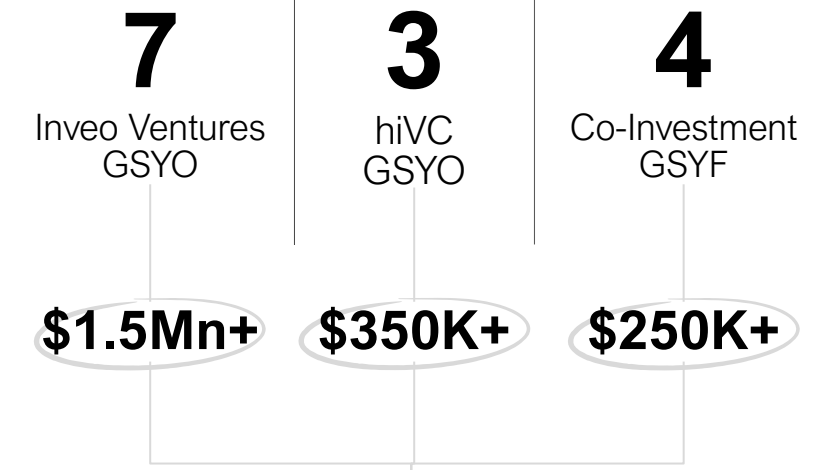 7
Inveo Ventures
GSYO
$1.5Mn+
3
hiVC
GSYO
$350K+
4
Co-Investment
GSYF
$250K+